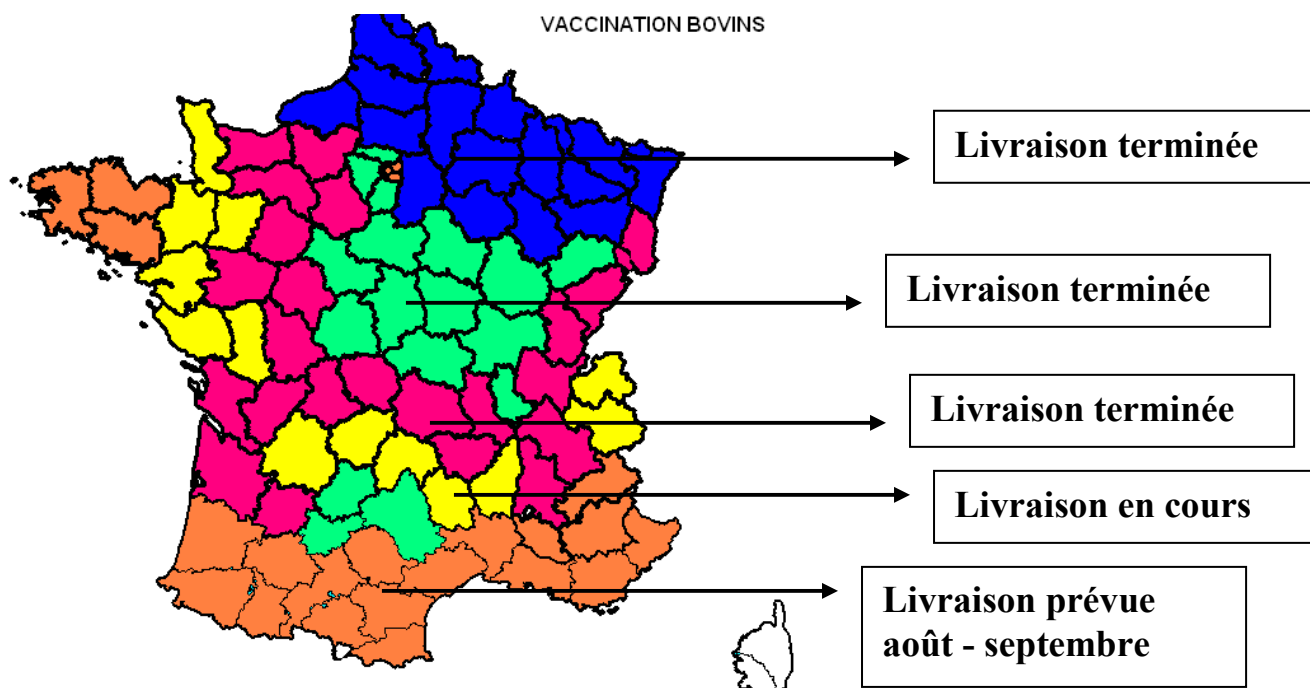 VACCINATION BOVINS
Livraison terminée
Livraison terminée
Livraison terminée
Livraison en cours
Livraison prévue
août - septembre